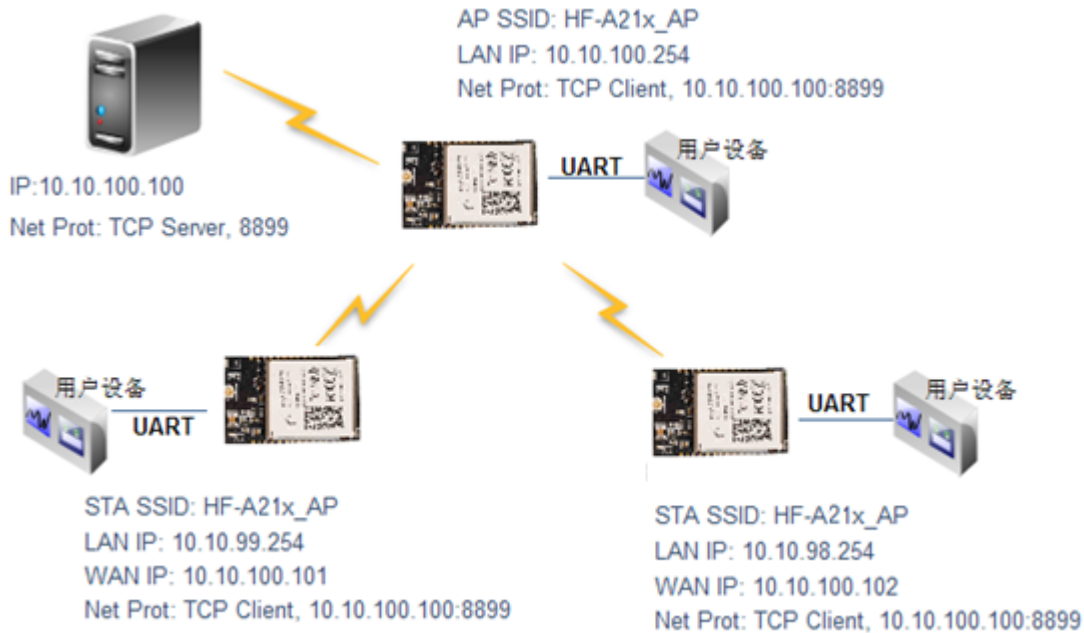 AP SSID: HF-A21x_AP
LAN IP: 10.10.100.254
Net Prot: TCP Client, 10.10.100.100:8899
用户设备
UART
IP:10.10.100.100
Net Prot: TCP Server, 8899
用户设备
UART
用户设备
UART
STA SSID: HF-A21x_AP
LAN IP: 10.10.99.254
WAN IP: 10.10.100.101
Net Prot: TCP Client, 10.10.100.100:8899
STA SSID: HF-A21x_AP
LAN IP: 10.10.98.254
WAN IP: 10.10.100.102
Net Prot: TCP Client, 10.10.100.100:8899